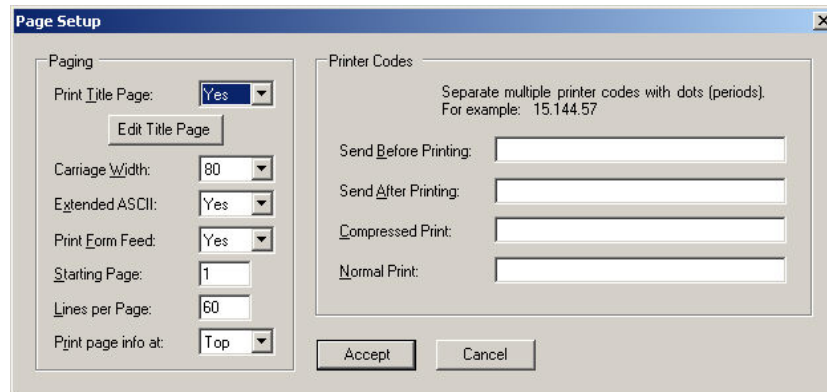 Page Setup
Paging
Print Title Page: Yes
Edit Title Page
Carriage Width: 80
Extended ASCII: Yes
Print Form Feed: Yes
Starting Page: 1
Lines per Page: 60
Print page info at: Top
Printer Codes
Separate multiple printer codes with dots (periods).
For example: 15.144.57
Send Before Printing:
Send After Printing:
Compressed Print:
Normal Print:
Accept
Cancel